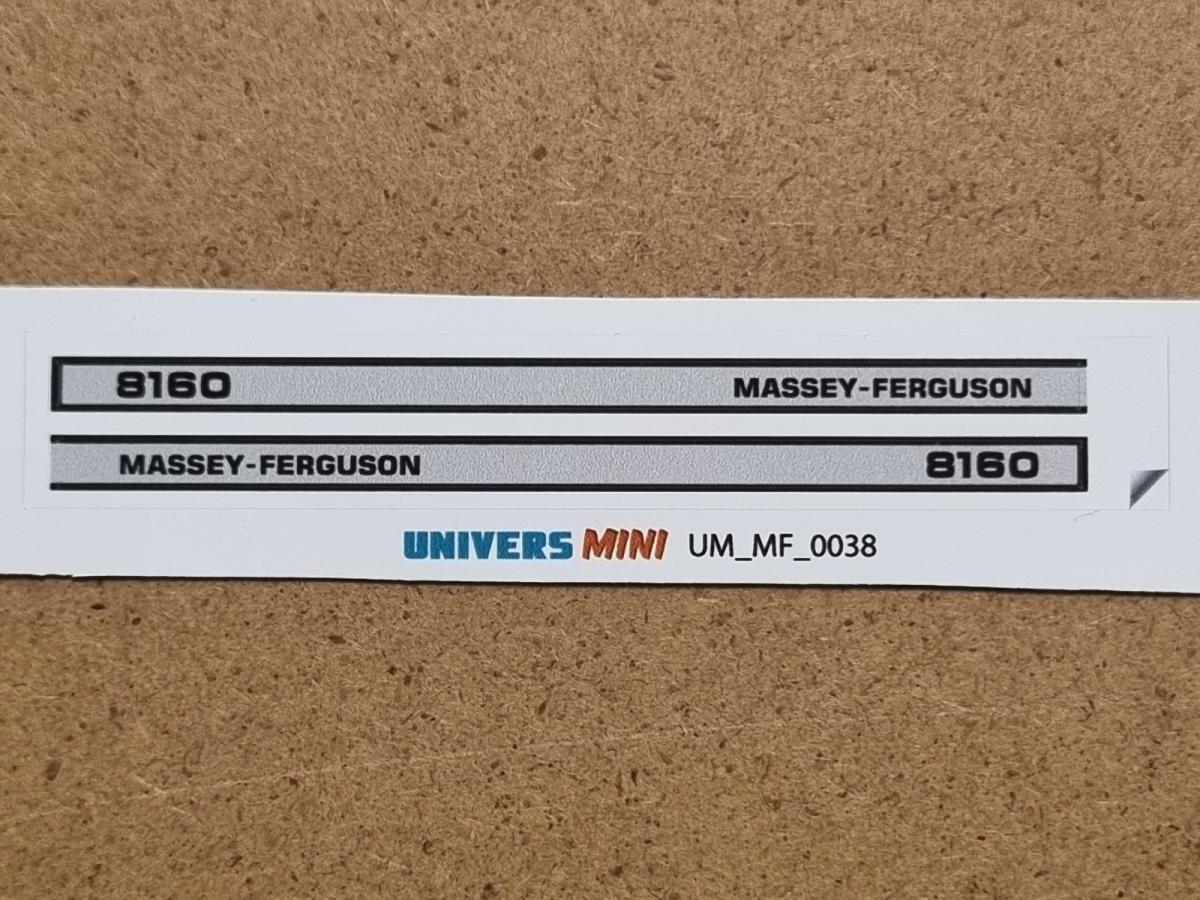 8160 MASSEY-FERGUSON
MASSEY-FERGUSON 8160
UNIVERS MINI UM_MF_0038